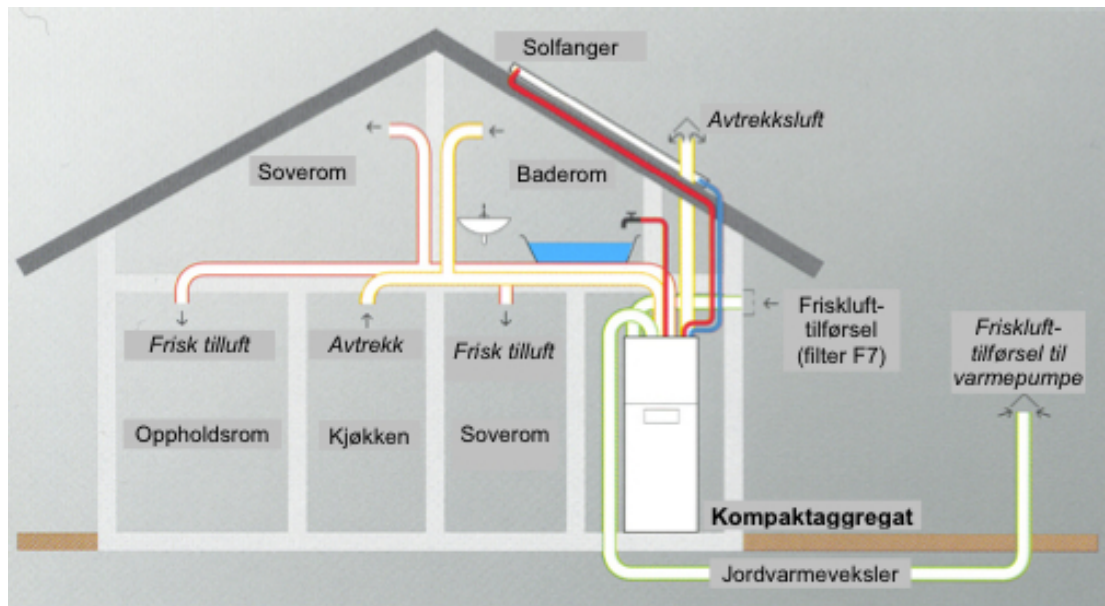 Solfanger
Avtrekksluft
Soverom
Baderom
Friskluft-
tilførsel
(filter F7)
Friskluft-
tilførsel til
varmepumpe
Frisk tilluft
Avtrekk
Frisk tilluft
Oppholdsrom
Kjøkken
Soverom
Kompaktaggregat
Jordvarmeveksler